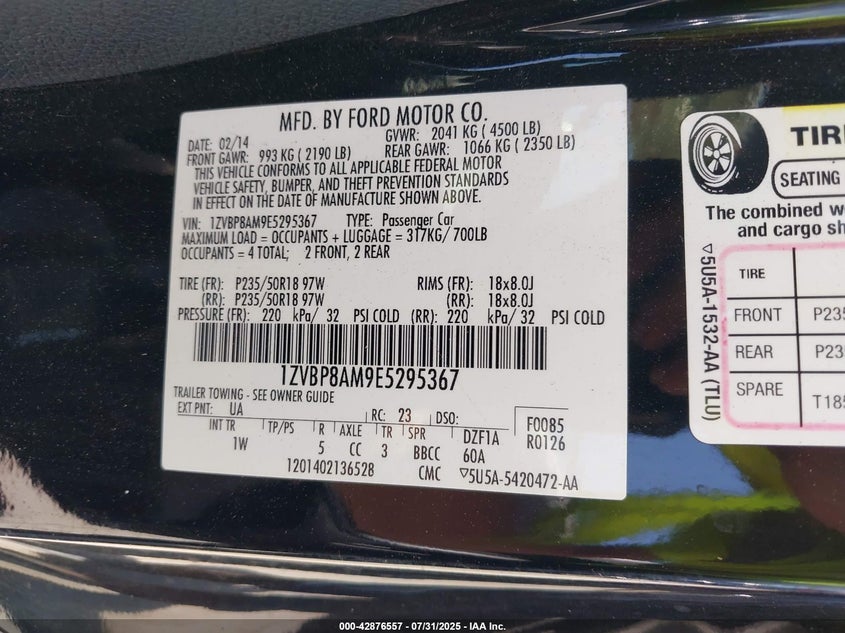 MFD. BY FORD MOTOR CO.
DATE: 02/14 GVWR: 2041 KG ( 4500 LB)
FRONT GAWR: 993 KG ( 2190 LB) REAR GAWR: 1066 KG ( 2350 LB)
THIS VEHICLE CONFORMS TO ALL APPLICABLE FEDERAL MOTOR
VEHICLE SAFETY, BUMPER, AND THEFT PREVENTION STANDARDS
IN EFFECT ON THE DATE OF MANUFACTURE SHOWN ABOVE.
VIN: 1ZVBP8AM9E5295367 TYPE: Passenger Car
MAXIMUM LOAD = OCCUPANTS + LUGGAGE = 317KG/ 700LB
OCCUPANTS = 4 TOTAL; 2 FRONT, 2 REAR
TIRE (FR): P235/50R18 97W RIMS (FR): 18x8.0J
(RR): P235/50R18 97W (RR): 18x8.0J
PRESSURE (FR): 220 kPa/ 32 PSI COLD (RR): 220 kPa/ 32 PSI COLD
1ZVBP8AM9E5295367
TRAILER TOWING - SEE OWNER GUIDE
EXT PNT: UA RC: 23 DSO: F0085
INT TR TP/PS R AXLE TR SPR DZF1A R0126
1W 5 CC 3 BBCC 60A
1201402136528 CMC ▽5U5A-5420472-AA
TIRE
SEATING
The combined we
and cargo sh
▽5U5A-1532-AA (TLU)
TIRE
FRONT P235
REAR P23
SPARE T185
000-42876557 - 07/31/2025 - IAA Inc.